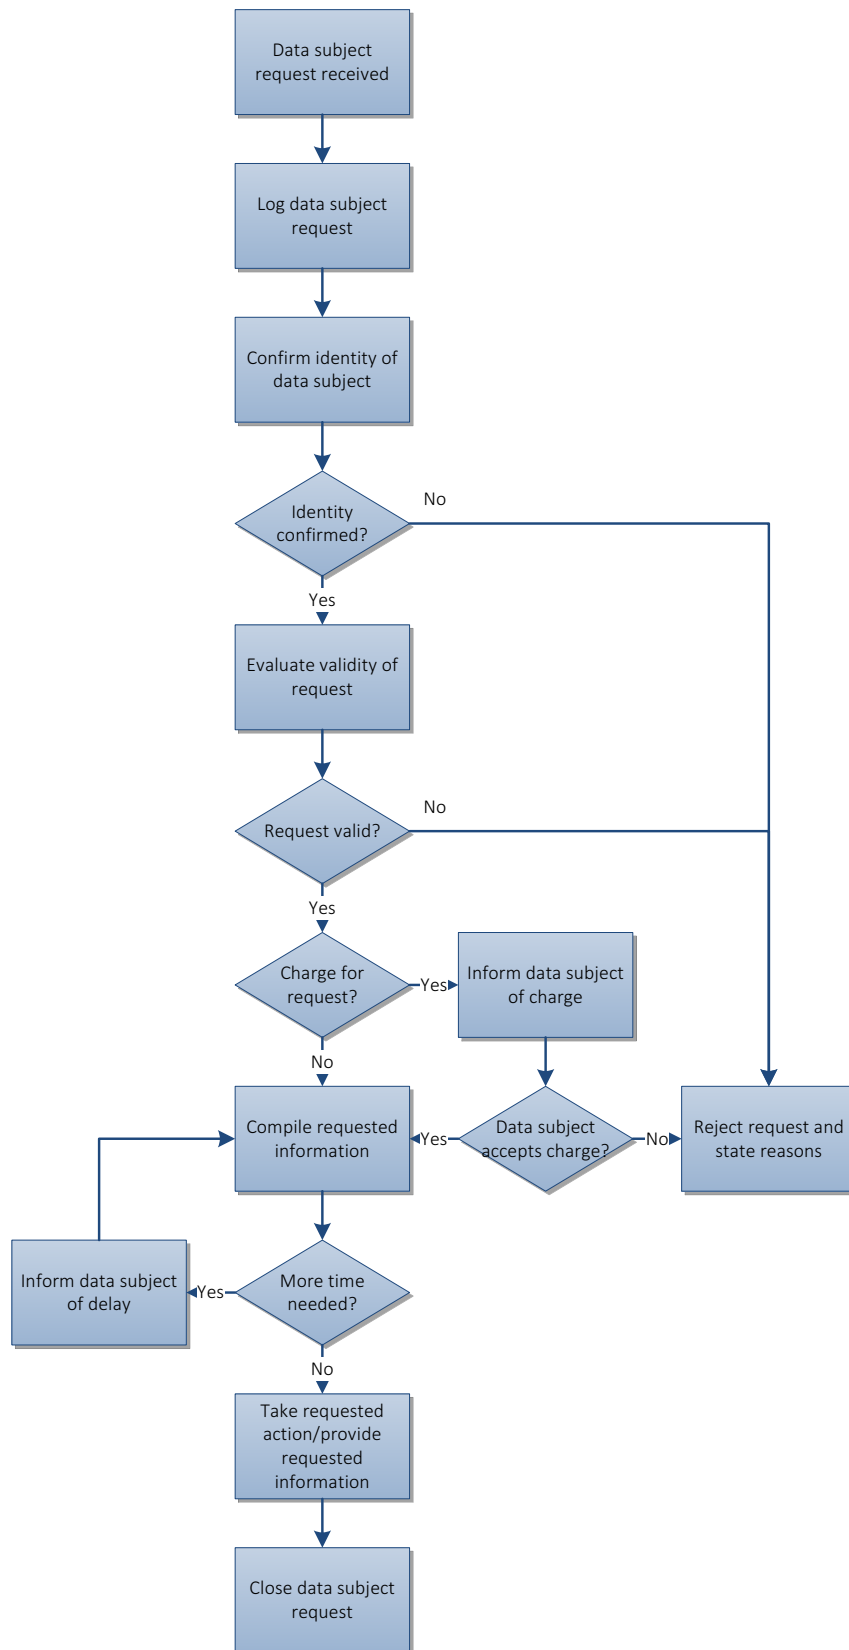 Data subject
request received
Log data subject
request
Confirm identity of
data subject
Identity
confirmed?
No
Yes
Evaluate validity of
request
Request valid?
No
Yes
Charge for
request?
Yes
Inform data subject
of charge
No
Compile requested
information
Yes
Data subject
accepts charge?
No
Reject request and
state reasons
Inform data subject
of delay
Yes
More time
needed?
No
Take requested
action/provide
requested
information
Close data subject
request